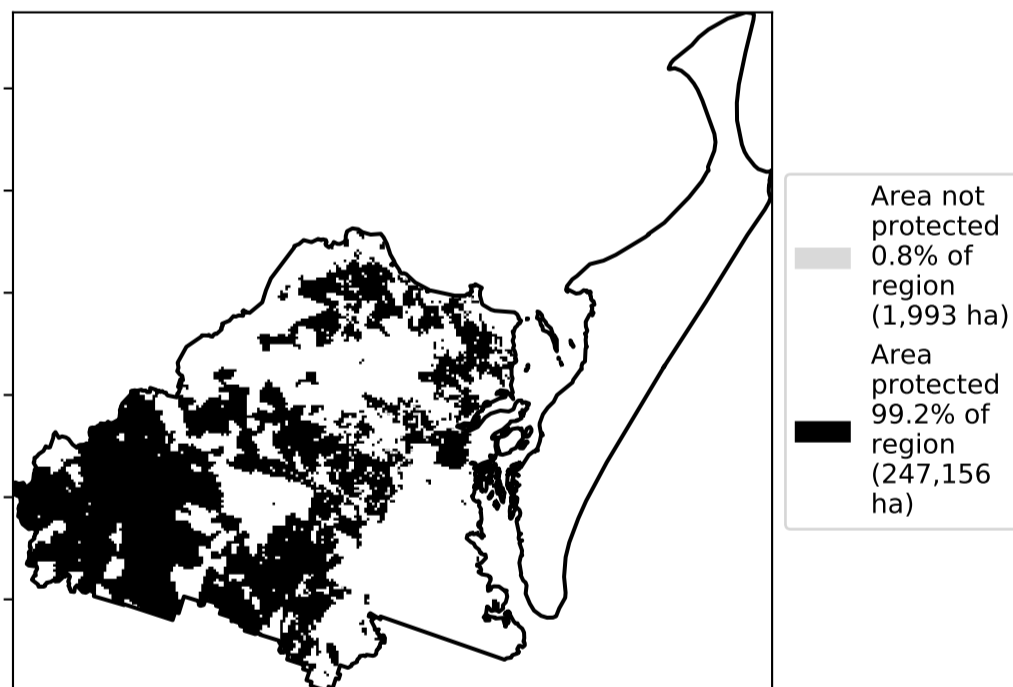 Area not
protected
0.8% of
region
(1,993 ha)
Area
protected
99.2% of
region
(247,156
ha)